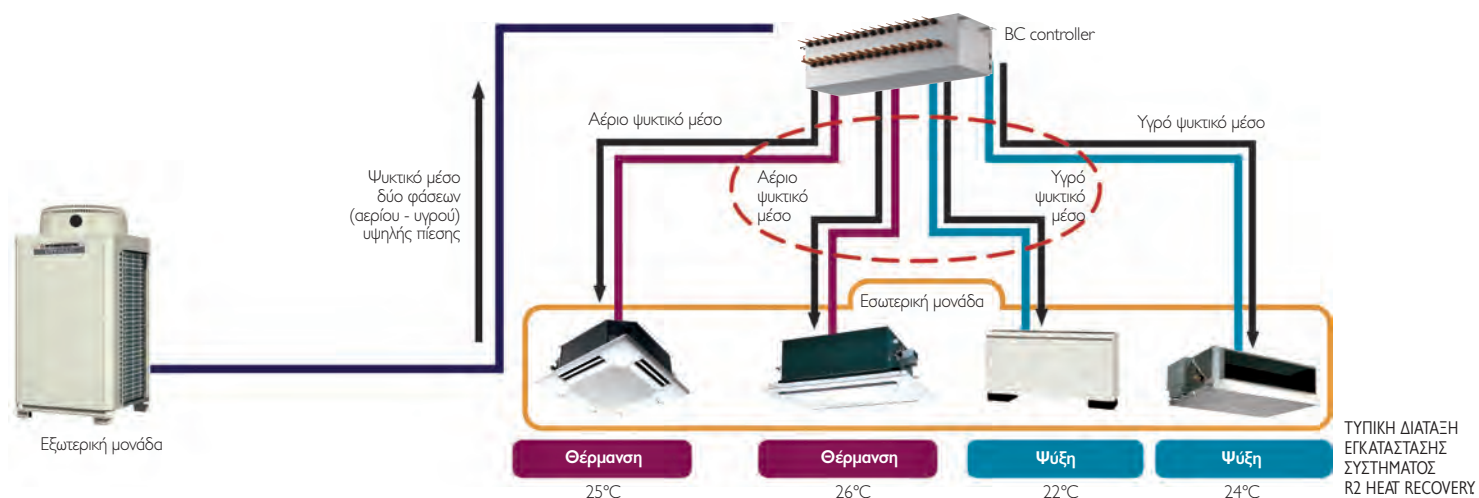 BC controller
Αέριο ψυκτικό μέσο
Υγρό ψυκτικό μέσο
Ψυκτικό μέσο
δύο φάσεων
(αερίου - υγρού)
υψηλής πίεσης
Αέριο
ψυκτικό
μέσο
Υγρό
ψυκτικό
μέσο
Εσωτερική μονάδα
Εξωτερική μονάδα
Θέρμανση
Θέρμανση
Ψύξη
Ψύξη
25°C
26°C
22°C
24°C
ΤΥΠΙΚΗ ΔΙΑΤΑΞΗ
ΕΓΚΑΤΑΣΤΑΣΗΣ
ΣΥΣΤΗΜΑΤΟΣ
R2 HEAT RECOVERY